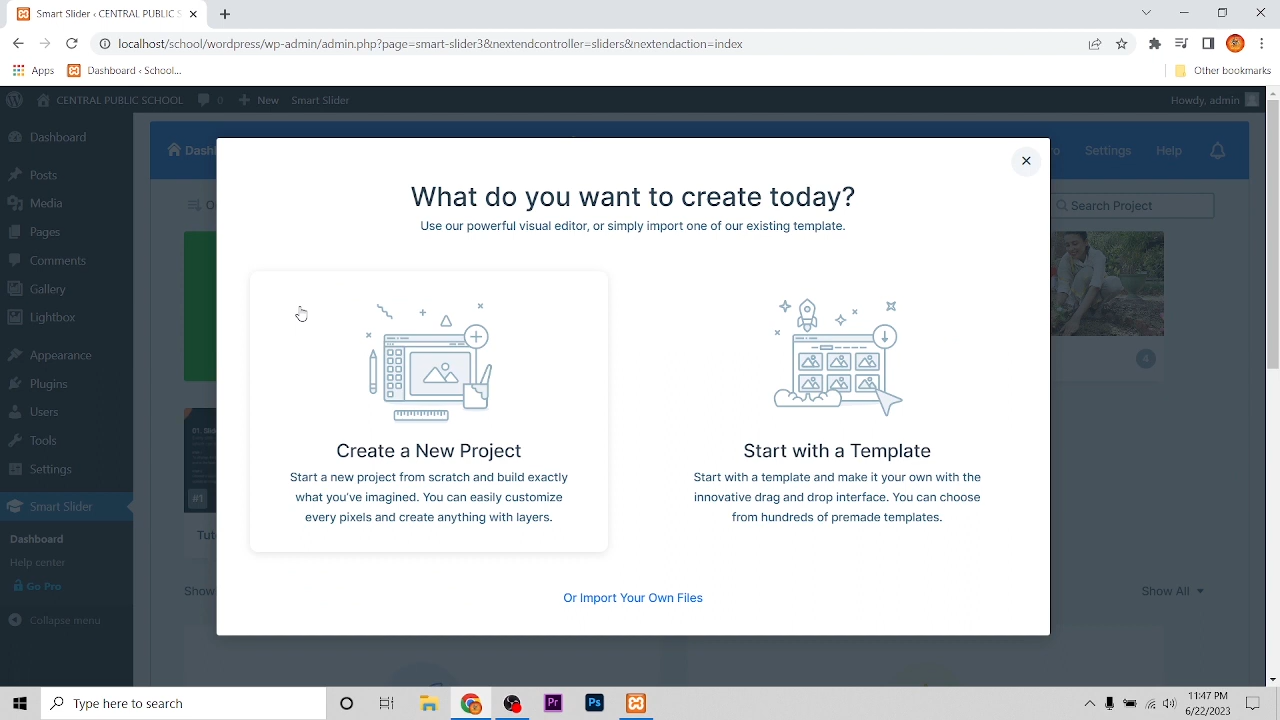 Smart Slider - CENTRAL PUBLIC S
localhost/school/wordpress/wp-admin/admin.php?page=smart-slider3&nextendcontroller=sliders&nextendaction=index
Apps
Dashboard ‹ School...
Other bookmarks
CENTRAL PUBLIC SCHOOL
0
New
Smart Slider
Howdy, admin
Dashboard
Posts
Media
Pages
Comments
Gallery
Lightbox
Appearance
Plugins
Users
Tools
Settings
Smart Slider
Dashboard
Help center
Go Pro
Collapse menu
Settings
Help
Search Project
4
#1
Show
Show All
What do you want to create today?
Use our powerful visual editor, or simply import one of our existing template.
Create a New Project
Start a new project from scratch and build exactly
what you've imagined. You can easily customize
every pixels and create anything with layers.
Start with a Template
Start with a template and make it your own with the
innovative drag and drop interface. You can choose
from hundreds of premade templates.
Or Import Your Own Files
Type here to search
Pr
Ps
11:47 PM
6/22/2023